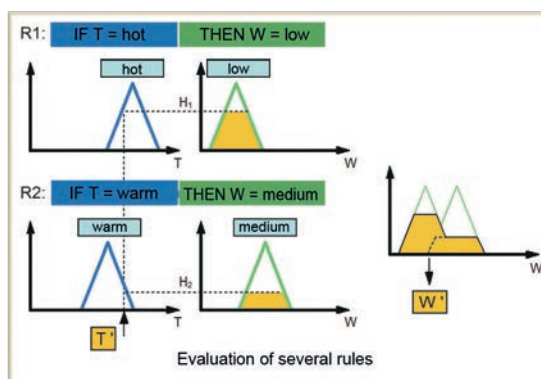 R1: IF T = hot THEN W = low
hot low
H1
T W
R2: IF T = warm THEN W = medium
warm medium
H2
T W
T'
W
W'
Evaluation of several rules